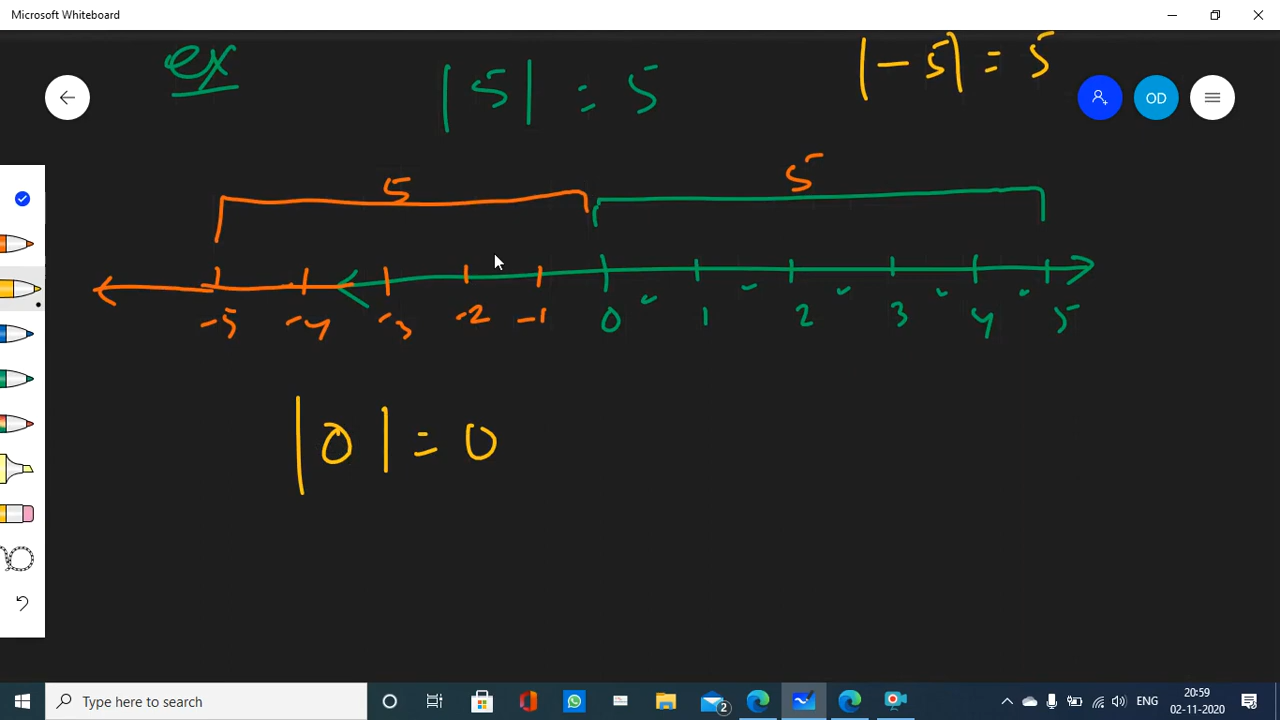 Microsoft Whiteboard
ex
|5| = 5
|-5| = 5
OD
5 5
-5 -4 -3 -2 -1 0 1 2 3 4 5
|0| = 0
Type here to search
2
ENG
20:59
02-11-2020